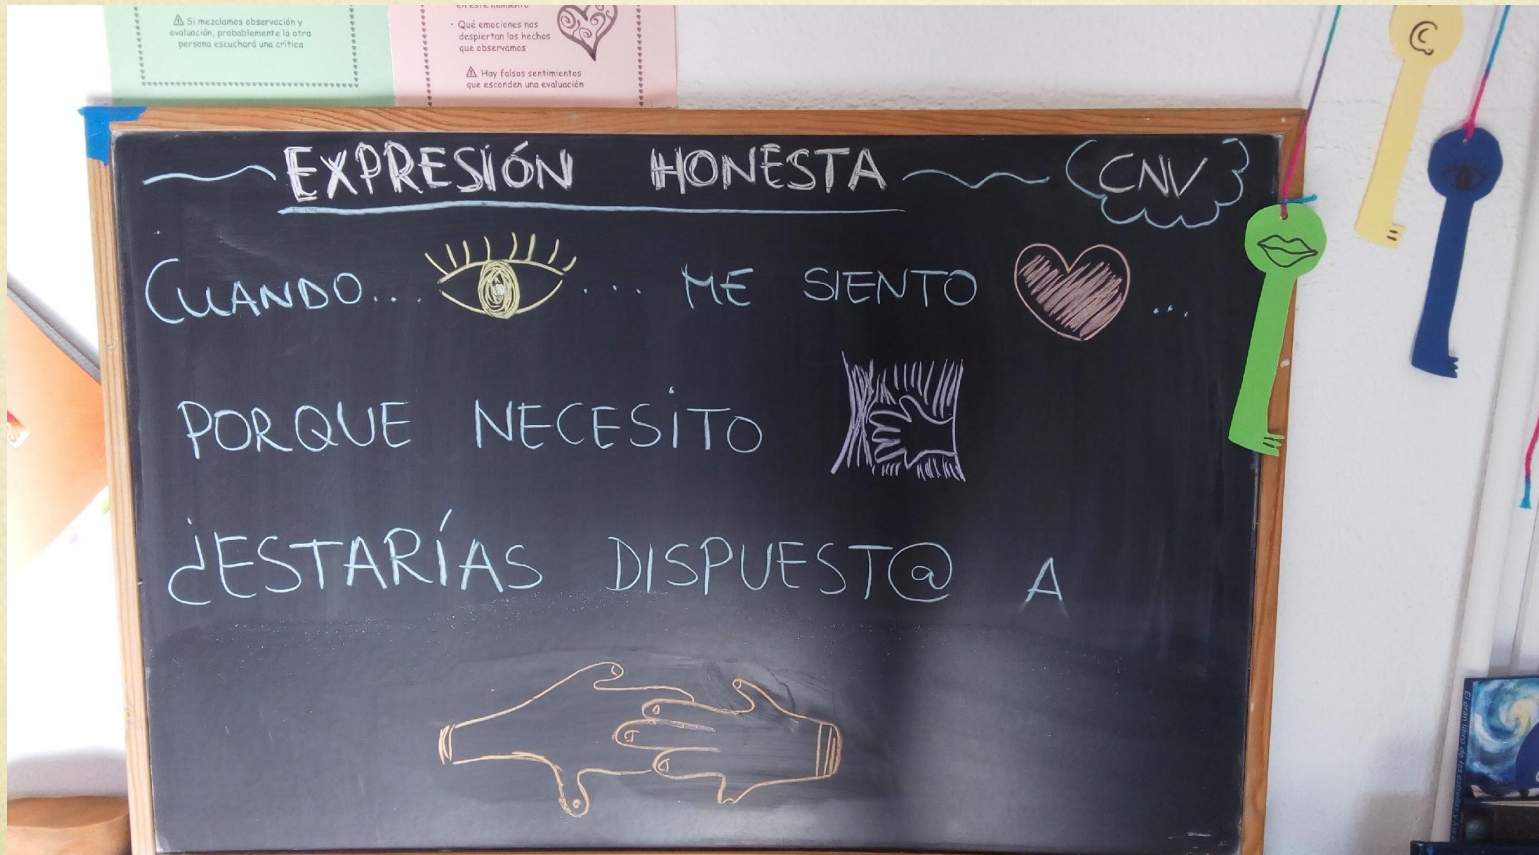 ⚠ Si mezclamos observación y
evaluación, probablemente la otra
persona escuchará una crítica
• Qué emociones nos
despiertan los hechos
que observamos
⚠ Hay falsos sentimientos
que esconden una evaluación
EXPRESIÓN HONESTA
CNV
CUANDO... ... ME SIENTO ...
PORQUE NECESITO
¿ESTARÍAS DISPUEST@ A